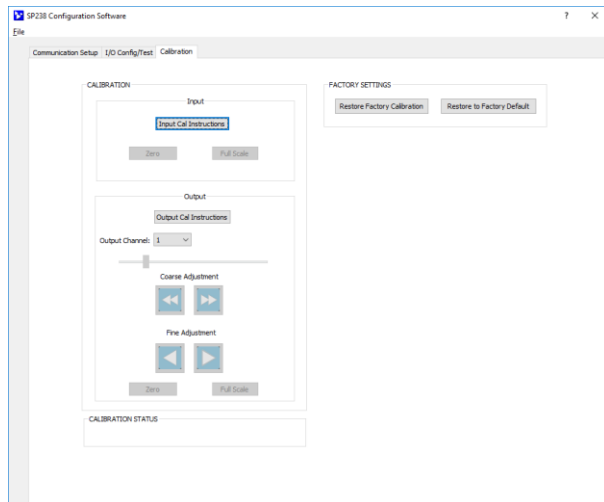 SP238 Configuration Software
?
File
Communication Setup I/O Config/Test Calibration
CALIBRATION
Input
Input Cal Instructions
Zero Full Scale
Output
Output Cal Instructions
Output Channel: 1
Coarse Adjustment
Fine Adjustment
Zero Full Scale
CALIBRATION STATUS
FACTORY SETTINGS
Restore Factory Calibration Restore to Factory Default